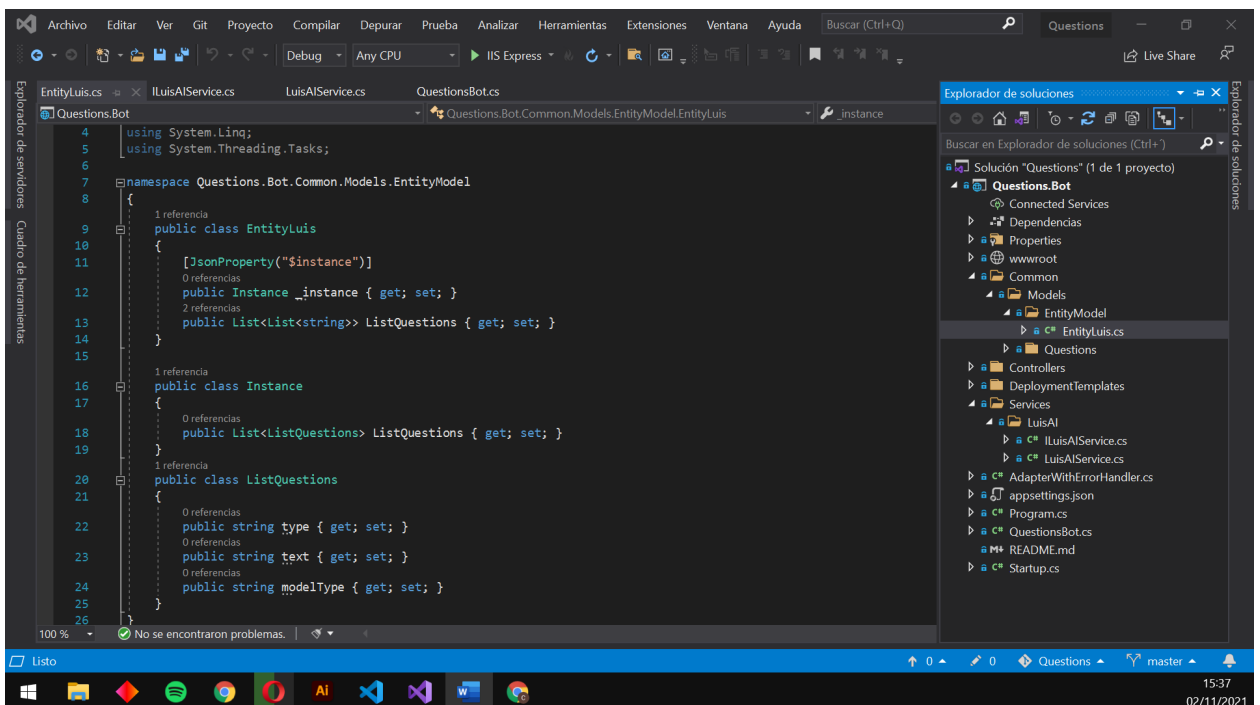 Archivo Editar Ver Git Proyecto Compilar Depurar Prueba Analizar Herramientas Extensiones Ventana Ayuda Buscar (Ctrl+Q) Questions
Debug Any CPU IIS Express Live Share
Explorador de servidores
Cuadro de herramientas
EntityLuis.cs ILuisAIService.cs LuisAIService.cs QuestionsBot.cs
Questions.Bot Questions.Bot.Common.Models.EntityModel.EntityLuis _instance
4 using System.Linq;
5 using System.Threading.Tasks;
6
7 namespace Questions.Bot.Common.Models.EntityModel
8 {
1 referencia
9 public class EntityLuis
10 {
11 [JsonProperty("$instance")]
0 referencias
12 public Instance _instance { get; set; }
2 referencias
13 public List<List<string>> ListQuestions { get; set; }
14 }
15
1 referencia
16 public class Instance
17 {
0 referencias
18 public List<ListQuestions> ListQuestions { get; set; }
19 }
1 referencia
20 public class ListQuestions
21 {
0 referencias
22 public string type { get; set; }
0 referencias
23 public string text { get; set; }
0 referencias
24 public string modelType { get; set; }
25 }
26 }
100 % No se encontraron problemas.
Explorador de soluciones
Buscar en Explorador de soluciones (Ctrl+´)
Solución "Questions" (1 de 1 proyecto)
Questions.Bot
Connected Services
Dependencias
Properties
wwwroot
Common
Models
EntityModel
C# EntityLuis.cs
Questions
Controllers
DeploymentTemplates
Services
LuisAI
C# ILuisAIService.cs
C# LuisAIService.cs
C# AdapterWithErrorHandler.cs
appsettings.json
C# Program.cs
C# QuestionsBot.cs
M+ README.md
C# Startup.cs
Explorador de soluciones
Listo 0 0 Questions master
Ai
15:37
02/11/2021